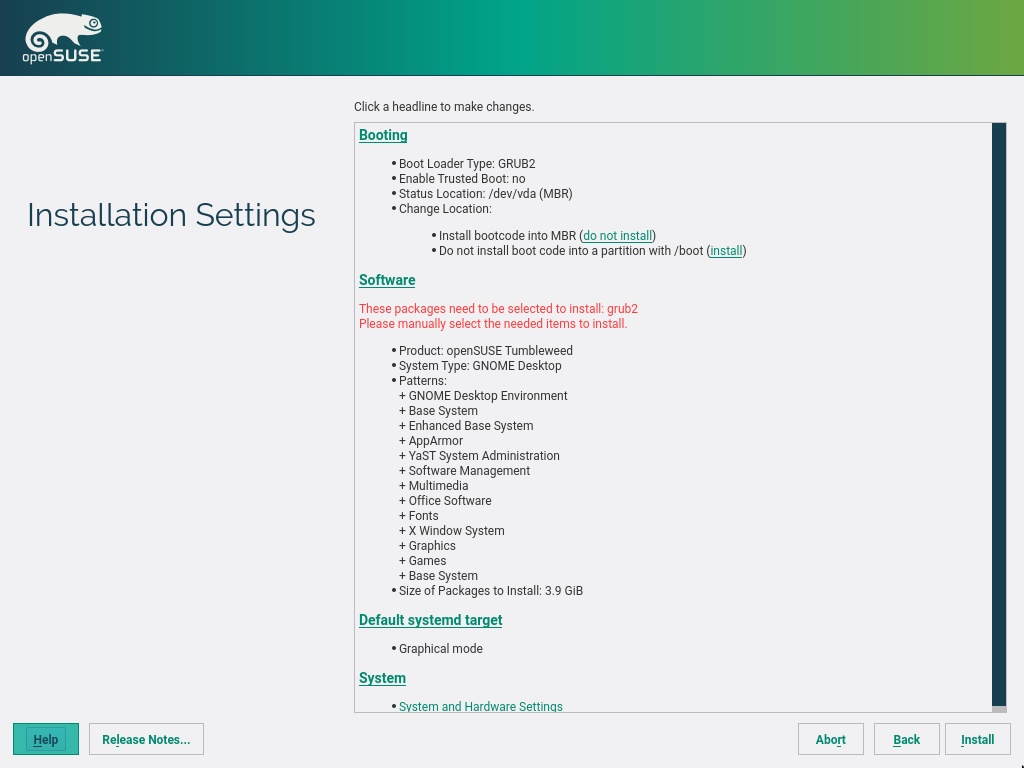 openSUSE
Click a headline to make changes.
Installation Settings
Booting
• Boot Loader Type: GRUB2
• Enable Trusted Boot: no
• Status Location: /dev/vda (MBR)
• Change Location:
• Install bootcode into MBR (do not install)
• Do not install boot code into a partition with /boot (install)
Software
These packages need to be selected to install: grub2
Please manually select the needed items to install.
• Product: openSUSE Tumbleweed
• System Type: GNOME Desktop
• Patterns:
+ GNOME Desktop Environment
+ Base System
+ Enhanced Base System
+ AppArmor
+ YaST System Administration
+ Software Management
+ Multimedia
+ Office Software
+ Fonts
+ X Window System
+ Graphics
+ Games
+ Base System
• Size of Packages to Install: 3.9 GiB
Default systemd target
• Graphical mode
System
• System and Hardware Settings
Help Release Notes... Abort Back Install